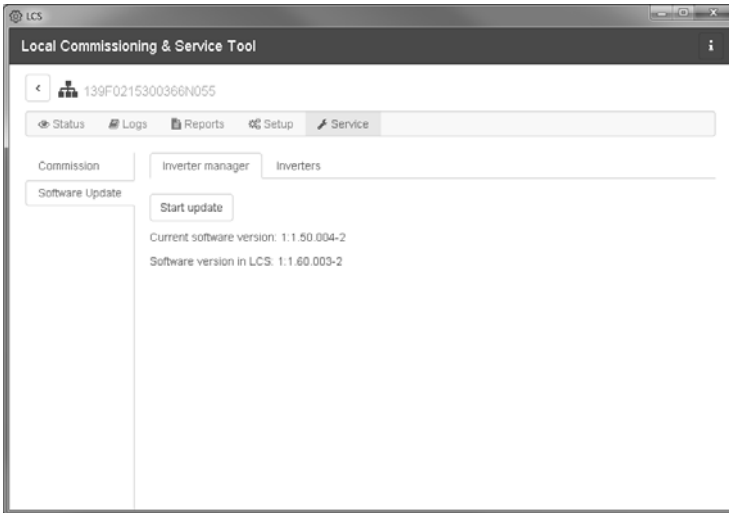 LCS
Local Commissioning & Service Tool
i
139F0215300366N055
Status Logs Reports Setup Service
Commission
Software Update
Inverter manager Inverters
Start update
Current software version: 1:1.50.004-2
Software version in LCS: 1:1.60.003-2